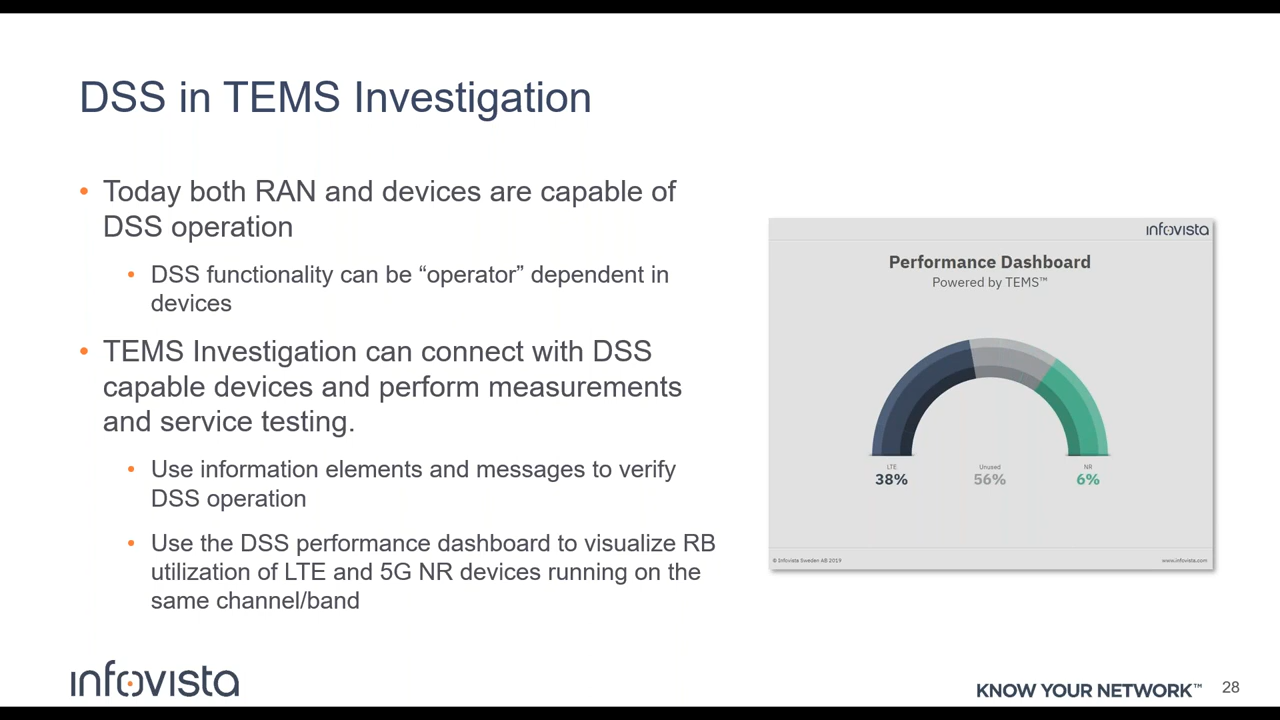 DSS in TEMS Investigation
• Today both RAN and devices are capable of
DSS operation
• DSS functionality can be “operator” dependent in
devices
• TEMS Investigation can connect with DSS
capable devices and perform measurements
and service testing.
• Use information elements and messages to verify
DSS operation
• Use the DSS performance dashboard to visualize RB
utilization of LTE and 5G NR devices running on the
same channel/band
infovista
Performance Dashboard
Powered by TEMS™
LTE Unused NR
38% 56% 6%
© Infovista Sweden AB 2019 www.infovista.com
infovista
KNOW YOUR NETWORK™ 28